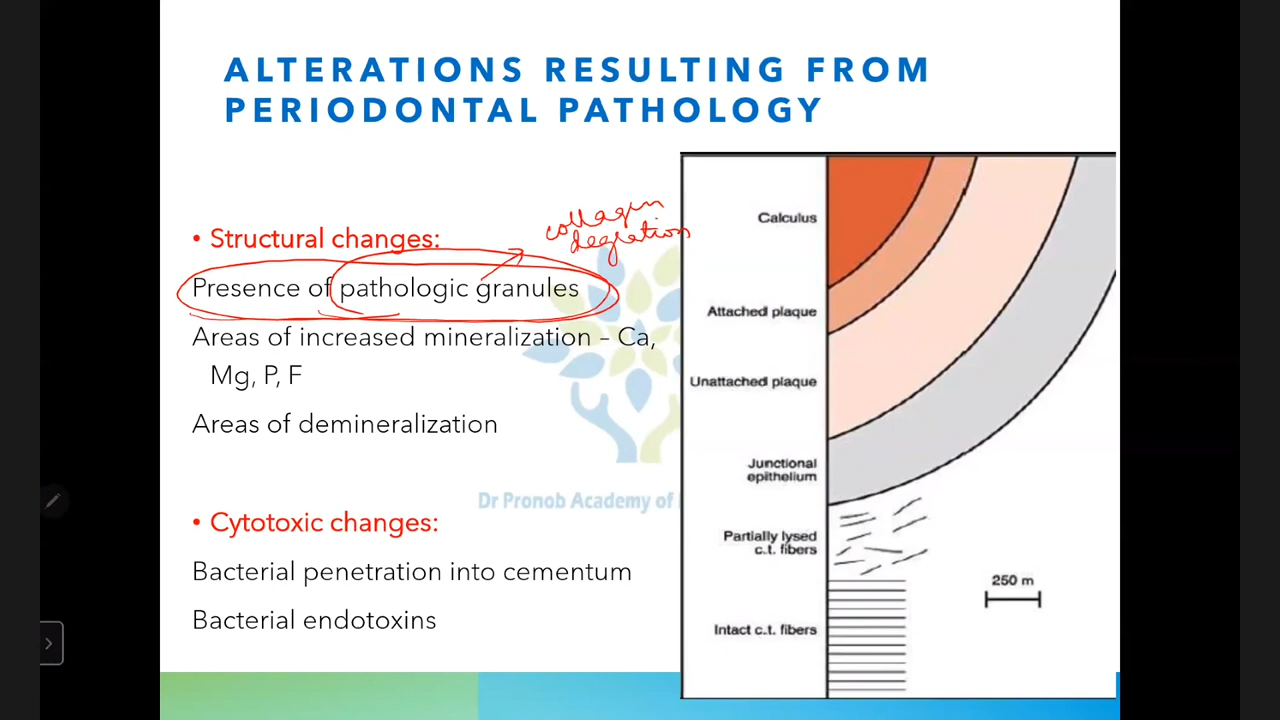 ALTERATIONS RESULTING FROM
PERIODONTAL PATHOLOGY
• Structural changes:
collagen
degration
Presence of pathologic granules
Areas of increased mineralization – Ca,
Mg, P, F
Areas of demineralization
Dr Pronob Academy of
• Cytotoxic changes:
Bacterial penetration into cementum
Bacterial endotoxins
Calculus
Attached plaque
Unattached plaque
Junctional
epithelium
Partially lysed
c.t. fibers
250 m
Intact c.t. fibers